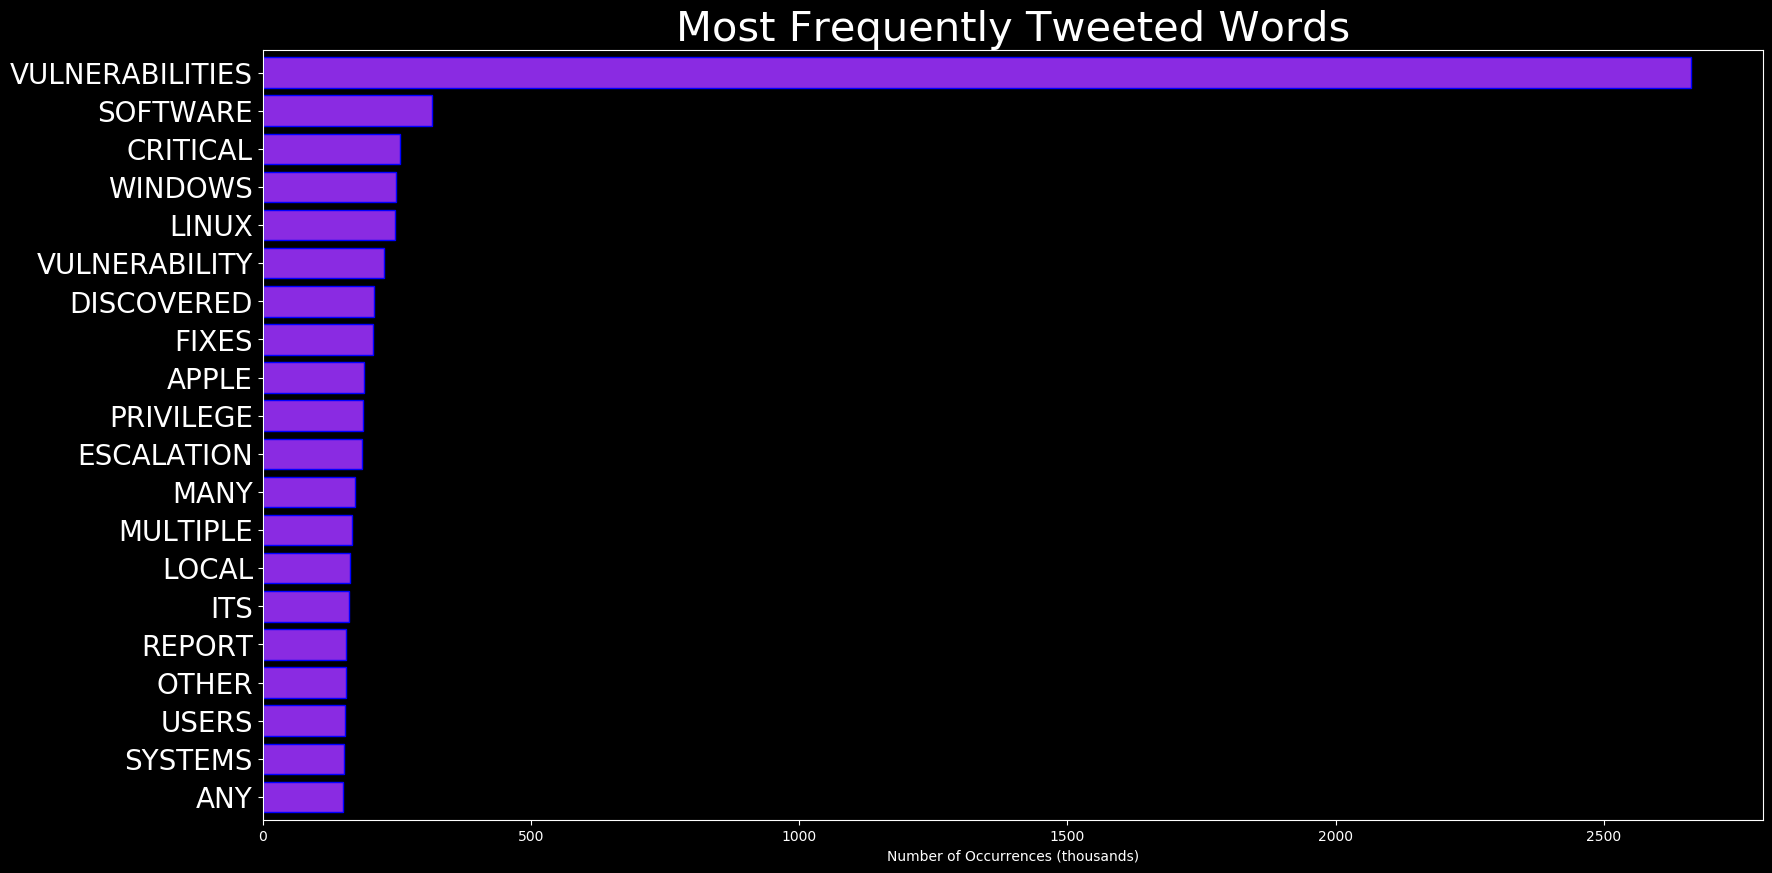 Most Frequently Tweeted Words
VULNERABILITIES
SOFTWARE
CRITICAL
WINDOWS
LINUX
VULNERABILITY
DISCOVERED
FIXES
APPLE
PRIVILEGE
ESCALATION
MANY
MULTIPLE
LOCAL
ITS
REPORT
OTHER
USERS
SYSTEMS
ANY
0 500 1000 1500 2000 2500
Number of Occurrences (thousands)